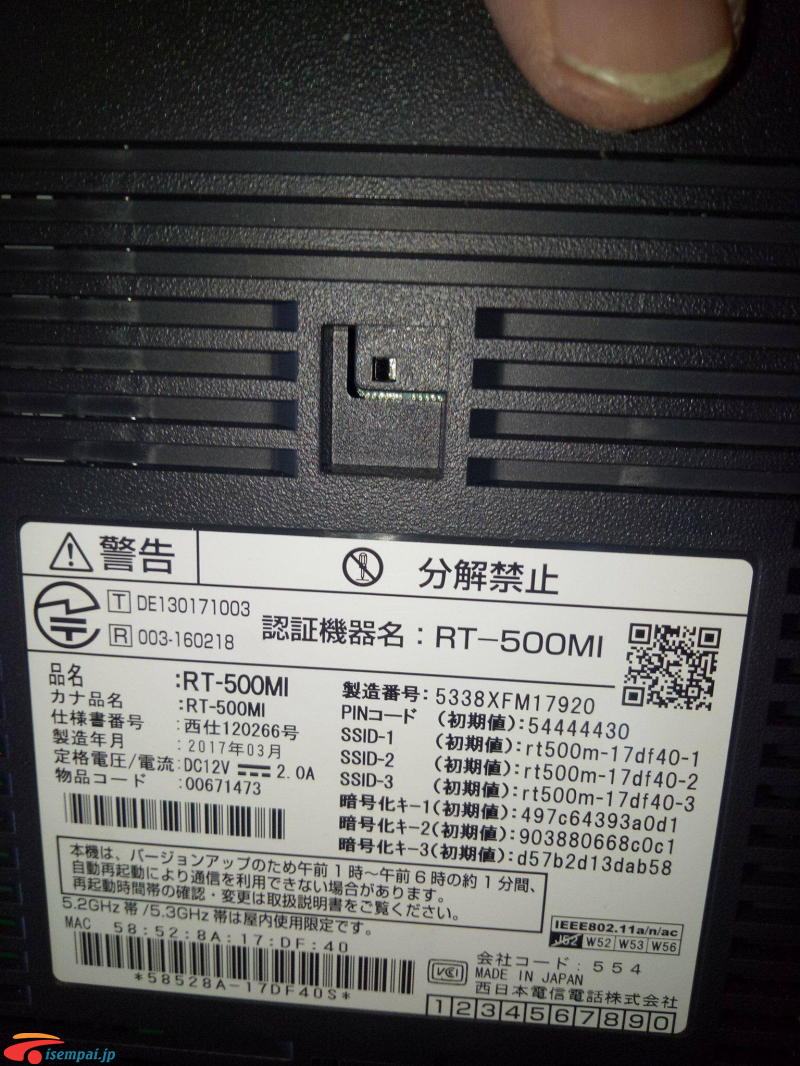 警告
分解禁止
T DE130171003
R 003-160218
認証機器名：RT-500MI
品名 :RT-500MI
カナ品名 :RT-500MI
仕様書番号 :西仕120266号
製造年月 :2017年03月
定格電圧/電流:DC12V 2.0A
物品コード :00671473
製造番号:5338XFM17920
PINコード (初期値):54444430
SSID-1 (初期値):rt500m-17df40-1
SSID-2 (初期値):rt500m-17df40-2
SSID-3 (初期値):rt500m-17df40-3
暗号化キー1(初期値):497c64393a0d1
暗号化キー2(初期値):903880668c0c1
暗号化キー3(初期値):d57b2d13dab58
本機は、バージョンアップのため午前1時～午前6時の約1分間、
自動再起動により通信を利用できない場合があります。
再起動時間帯の確認・変更は取扱説明書をご覧ください。
5.2GHz帯/5.3GHz帯は屋内使用限定です。
MAC 58:52:8A:17:DF:40
*58528A-17DF40S*
IEEE802.11a/n/ac
J52 W52 W53 W56
VCI
会社コード：554
MADE IN JAPAN
西日本電信電話株式会社
1 2 3 4 5 6 7 8 9 0
isempai.jp